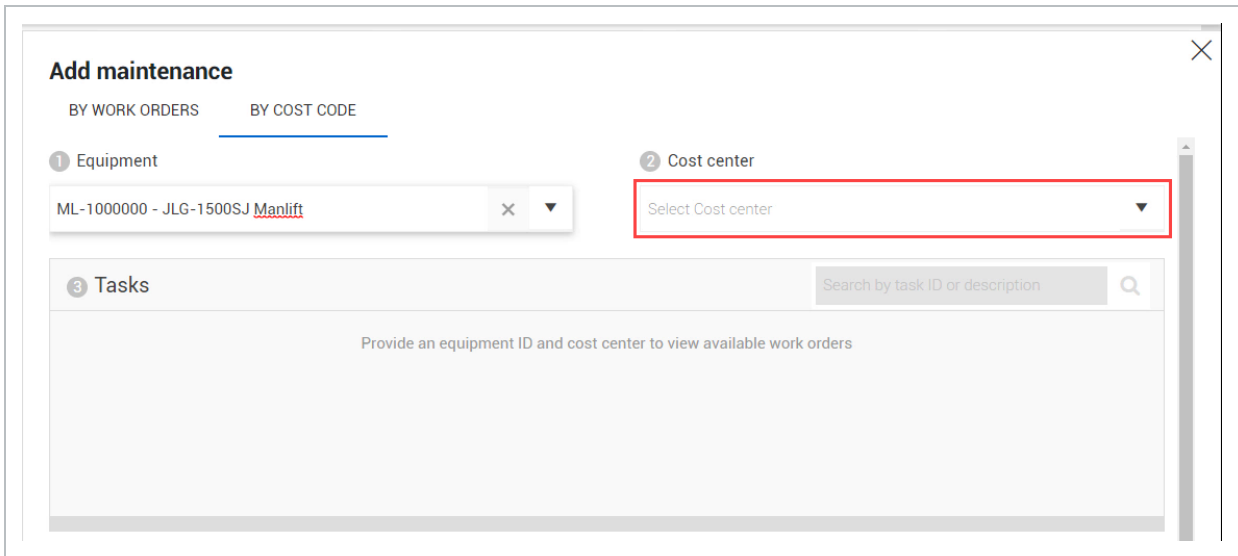 Add maintenance
BY WORK ORDERS BY COST CODE
1 Equipment
2 Cost center
ML-1000000 - JLG-1500SJ Manlift
Select Cost center
3 Tasks
Search by task ID or description
Provide an equipment ID and cost center to view available work orders